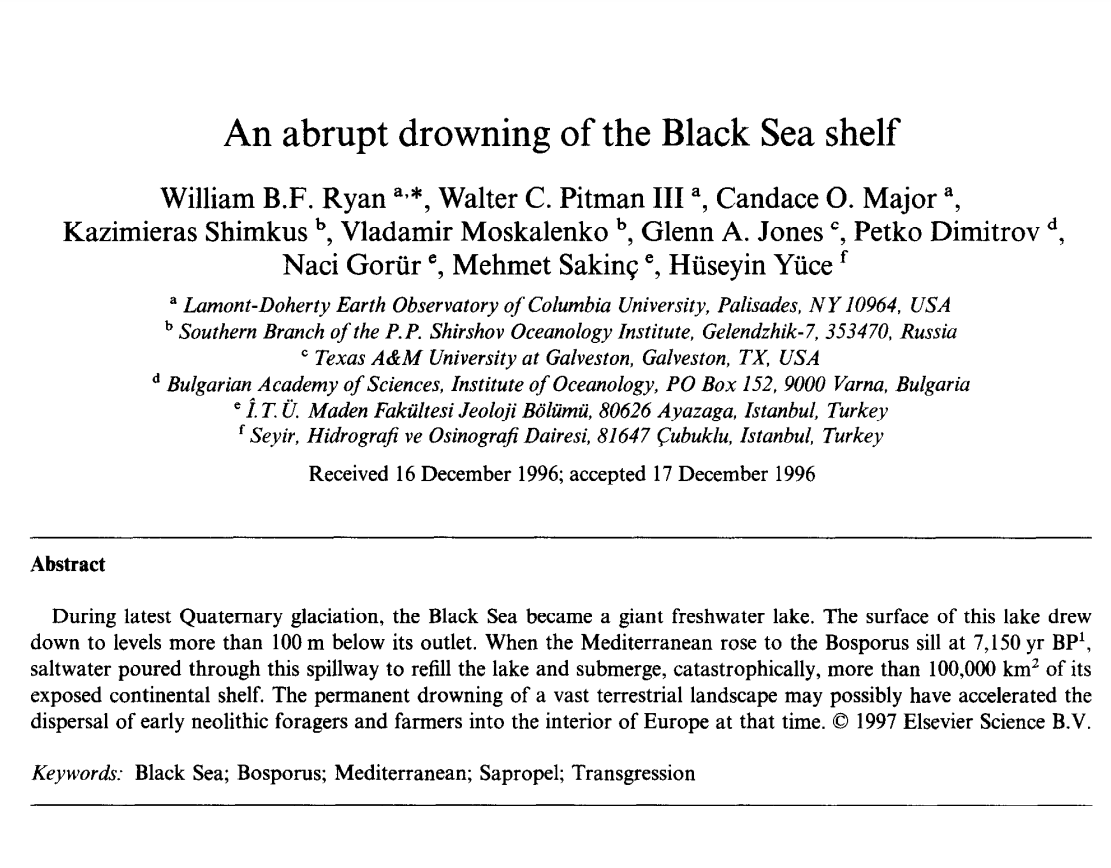 An abrupt drowning of the Black Sea shelf
William B.F. Ryan a,*, Walter C. Pitman III a, Candace O. Major a,
Kazimieras Shimkus b, Vladamir Moskalenko b, Glenn A. Jones c, Petko Dimitrov d,
Naci Gorür e, Mehmet Sakinç e, Hüseyin Yüce f
a Lamont-Doherty Earth Observatory of Columbia University, Palisades, NY 10964, USA
b Southern Branch of the P.P. Shirshov Oceanology Institute, Gelendzhik-7, 353470, Russia
c Texas A&M University at Galveston, Galveston, TX, USA
d Bulgarian Academy of Sciences, Institute of Oceanology, PO Box 152, 9000 Varna, Bulgaria
e Î.T.Ü. Maden Fakültesi Jeoloji Bölümü, 80626 Ayazaga, Istanbul, Turkey
f Seyir, Hidrografi ve Osinografi Dairesi, 81647 Çubuklu, Istanbul, Turkey
Received 16 December 1996; accepted 17 December 1996
Abstract
During latest Quaternary glaciation, the Black Sea became a giant freshwater lake. The surface of this lake drew
down to levels more than 100 m below its outlet. When the Mediterranean rose to the Bosporus sill at 7,150 yr BP1,
saltwater poured through this spillway to refill the lake and submerge, catastrophically, more than 100,000 km2 of its
exposed continental shelf. The permanent drowning of a vast terrestrial landscape may possibly have accelerated the
dispersal of early neolithic foragers and farmers into the interior of Europe at that time. © 1997 Elsevier Science B.V.
Keywords: Black Sea; Bosporus; Mediterranean; Sapropel; Transgression